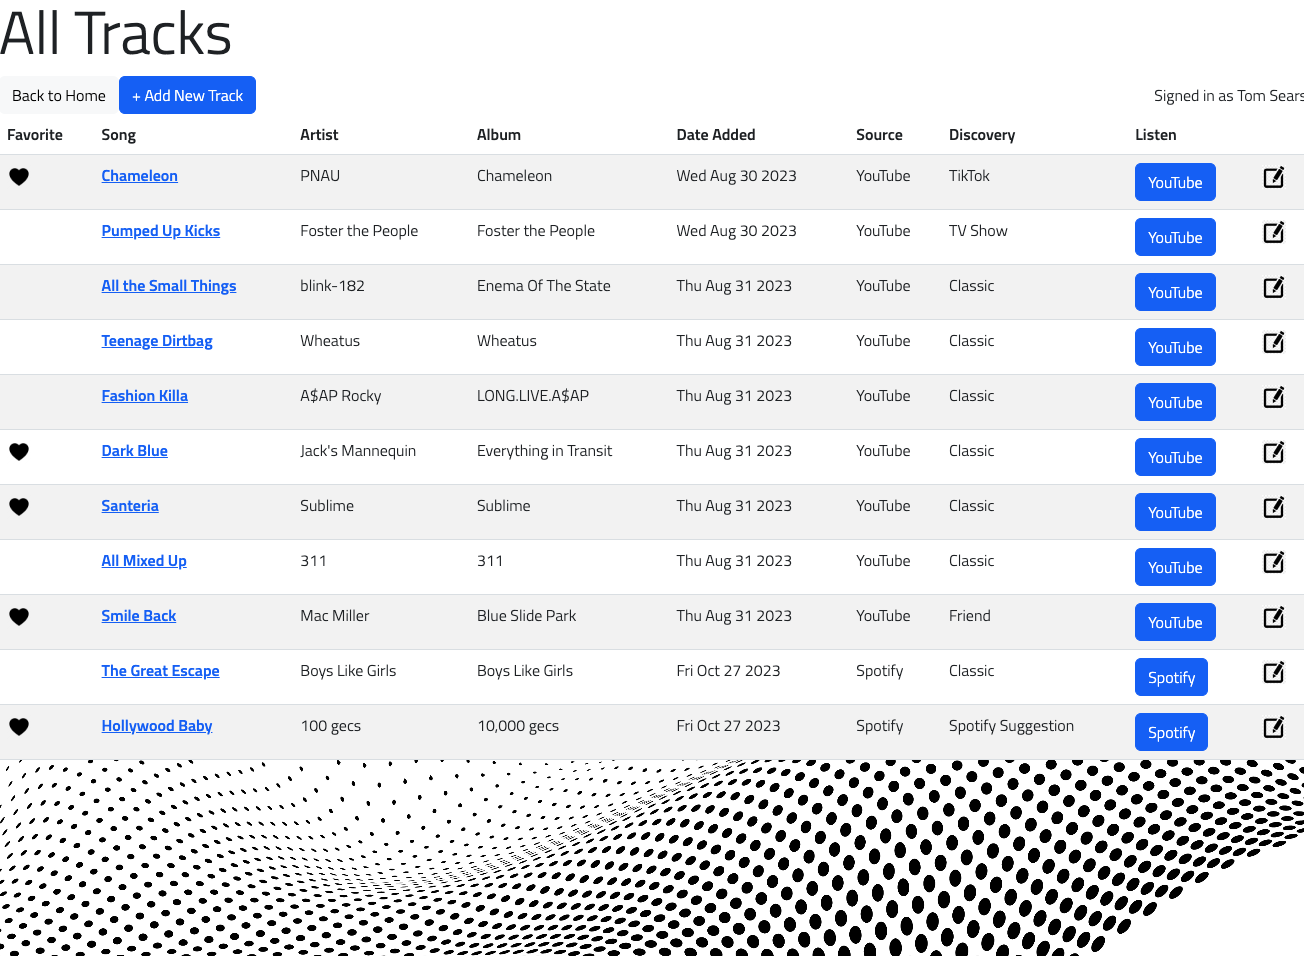 All Tracks
Back to Home + Add New Track Signed in as Tom Sears
Favorite Song Artist Album Date Added Source Discovery Listen
Chameleon PNAU Chameleon Wed Aug 30 2023 YouTube TikTok YouTube
Pumped Up Kicks Foster the People Foster the People Wed Aug 30 2023 YouTube TV Show YouTube
All the Small Things blink-182 Enema Of The State Thu Aug 31 2023 YouTube Classic YouTube
Teenage Dirtbag Wheatus Wheatus Thu Aug 31 2023 YouTube Classic YouTube
Fashion Killa A$AP Rocky LONG.LIVE.A$AP Thu Aug 31 2023 YouTube Classic YouTube
Dark Blue Jack's Mannequin Everything in Transit Thu Aug 31 2023 YouTube Classic YouTube
Santeria Sublime Sublime Thu Aug 31 2023 YouTube Classic YouTube
All Mixed Up 311 311 Thu Aug 31 2023 YouTube Classic YouTube
Smile Back Mac Miller Blue Slide Park Thu Aug 31 2023 YouTube Friend YouTube
The Great Escape Boys Like Girls Boys Like Girls Fri Oct 27 2023 Spotify Classic Spotify
Hollywood Baby 100 gecs 10,000 gecs Fri Oct 27 2023 Spotify Spotify Suggestion Spotify